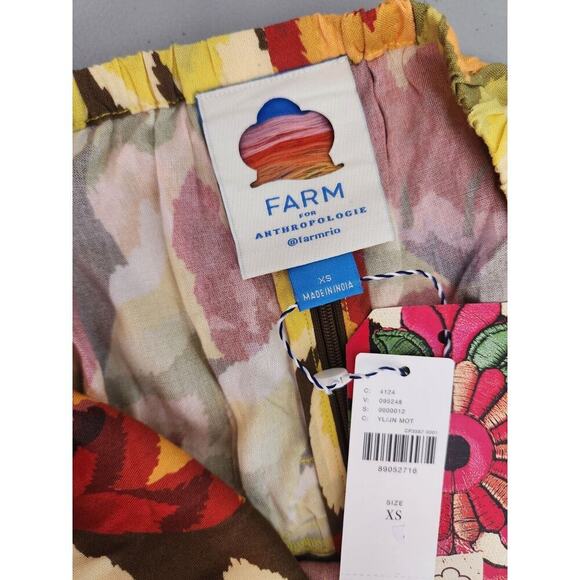 FARM
FOR
ANTHROPOLOGIE
@farmrio
XS
MADE IN INDIA
C: 4124
V: 095248
S: 0000012
C: YL/JN MOT
89052716
SIZE
XS